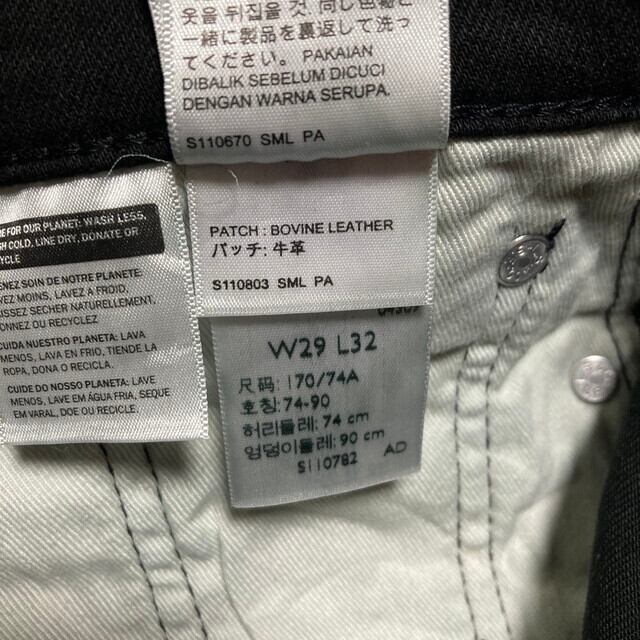 옷을 뒤집을 것. 同じ色物と
一緒に製品を裏返して洗っ
てください。 PAKAIAN
DIBALIK SEBELUM DICUCI
DENGAN WARNA SERUPA.
S110670 SML PA
PATCH : BOVINE LEATHER
パッチ: 牛革
S110803 SML PA
FOR OUR PLANET: WASH LESS,
COLD, LINE DRY, DONATE OR
SOIN DE NOTRE PLANETE:
MOINS, LAVEZ A FROID,
SECHER NATURELLEMENT,
OU RECYCLEZ
CUIDA NUESTRO PLANETA: LAVA
MENOS, LAVA EN FRIO, TIENDE LA
ROPA, DONA O RECICLA.
CUIDE DO NOSSO PLANETA: LAVE
MENOS, LAVE EM ÁGUA FRIA, SEQUE
EM VARAL, DOE OU RECICLE.
W29 L32
尺码: 170/74A
호칭: 74-90
허리둘레: 74 cm
엉덩이둘레: 90 cm
S110782 AD